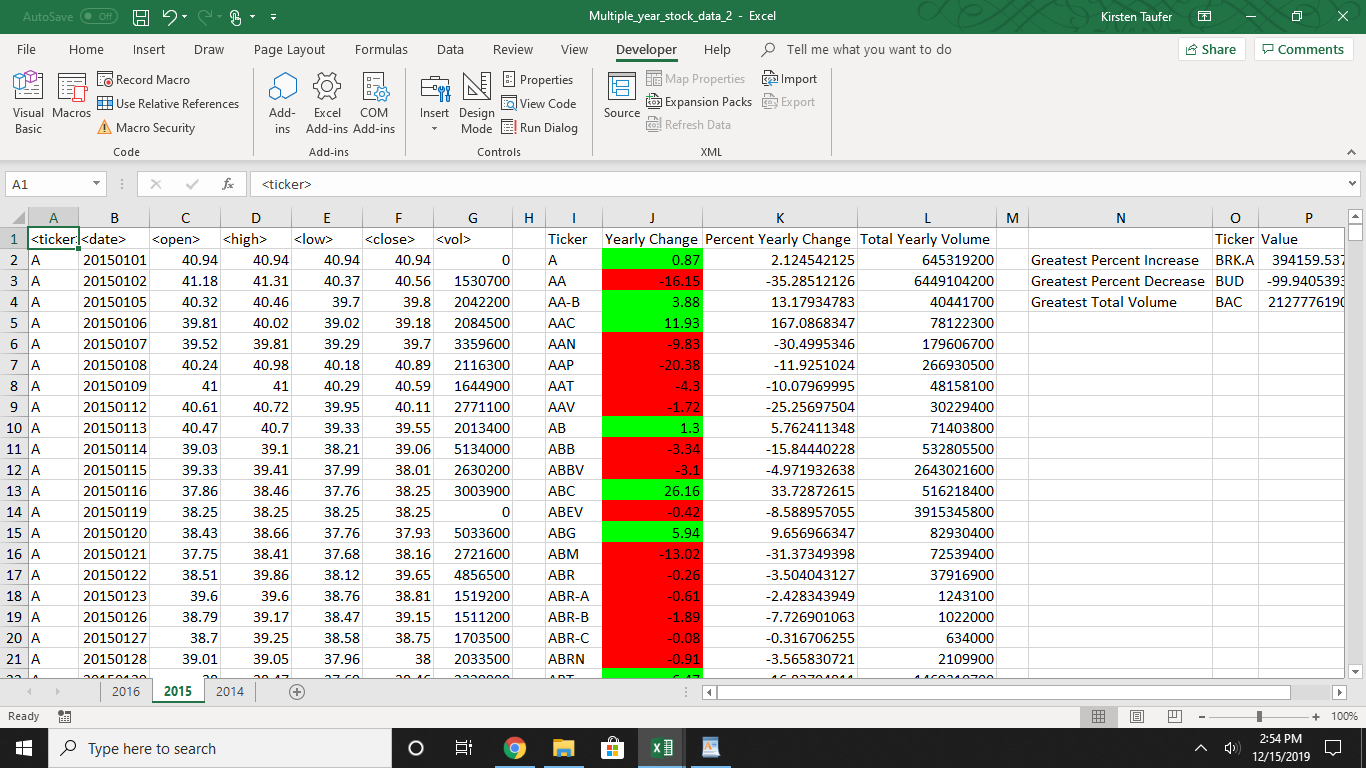 AutoSave Off Multiple_year_stock_data_2 - Excel Kirsten Taufer
File Home Insert Draw Page Layout Formulas Data Review View Developer Help Tell me what you want to do Share Comments
Visual Basic Macros Record Macro Use Relative References Macro Security
Add-ins Excel Add-ins COM Add-ins
Insert Design Mode Properties View Code Run Dialog
Source Map Properties Expansion Packs Refresh Data Import Export
Code Add-ins Controls XML
A1 fx <ticker>
A B C D E F G H I J K L M N O P
1 <ticker <date> <open> <high> <low> <close> <vol> Ticker Yearly Change Percent Yearly Change Total Yearly Volume Ticker Value
2 A 20150101 40.94 40.94 40.94 40.94 0 A 0.87 2.124542125 645319200 Greatest Percent Increase BRK.A 394159.537
3 A 20150102 41.18 41.31 40.37 40.56 1530700 AA -16.15 -35.28512126 6449104200 Greatest Percent Decrease BUD -99.9405393
4 A 20150105 40.32 40.46 39.7 39.8 2042200 AA-B 3.88 13.17934783 40441700 Greatest Total Volume BAC 2127776190
5 A 20150106 39.81 40.02 39.02 39.18 2084500 AAC 11.93 167.0868347 78122300
6 A 20150107 39.52 39.81 39.29 39.7 3359600 AAN -9.83 -30.4995346 179606700
7 A 20150108 40.24 40.98 40.18 40.89 2116300 AAP -20.38 -11.9251024 266930500
8 A 20150109 41 41 40.29 40.59 1644900 AAT -4.3 -10.07969995 48158100
9 A 20150112 40.61 40.72 39.95 40.11 2771100 AAV -1.72 -25.25697504 30229400
10 A 20150113 40.47 40.7 39.33 39.55 2013400 AB 1.3 5.762411348 71403800
11 A 20150114 39.03 39.1 38.21 39.06 5134000 ABB -3.34 -15.84440228 532805500
12 A 20150115 39.33 39.41 37.99 38.01 2630200 ABBV -3.1 -4.971932638 2643021600
13 A 20150116 37.86 38.46 37.76 38.25 3003900 ABC 26.16 33.72872615 516218400
14 A 20150119 38.25 38.25 38.25 38.25 0 ABEV -0.42 -8.588957055 3915345800
15 A 20150120 38.43 38.66 37.76 37.93 5033600 ABG 5.94 9.656966347 82930400
16 A 20150121 37.75 38.41 37.68 38.16 2721600 ABM -13.02 -31.37349398 72539400
17 A 20150122 38.51 39.86 38.12 39.65 4856500 ABR -0.26 -3.504043127 37916900
18 A 20150123 39.6 39.6 38.76 38.81 1519200 ABR-A -0.61 -2.428343949 1243100
19 A 20150126 38.79 39.17 38.47 39.15 1511200 ABR-B -1.89 -7.726901063 1022000
20 A 20150127 38.7 39.25 38.58 38.75 1703500 ABR-C -0.08 -0.316706255 634000
21 A 20150128 39.01 39.05 37.96 38 2033500 ABRN -0.91 -3.565830721 2109900
2016 2015 2014
Ready 100%
Type here to search 2:54 PM
12/15/2019